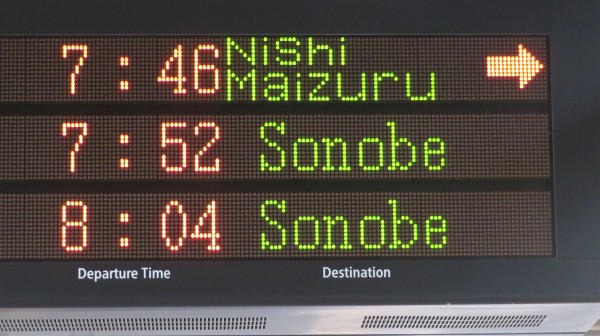 7:46 Nishi Maizuru
7:52 Sonobe
8:04 Sonobe
Departure Time Destination